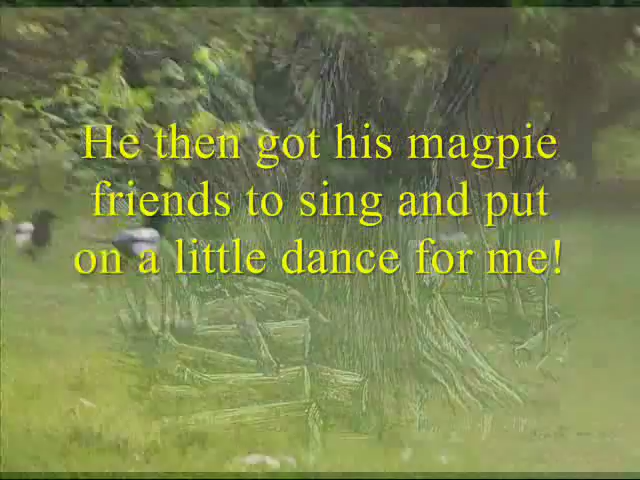 He then got his magpie
friends to sing and put
on a little dance for me!